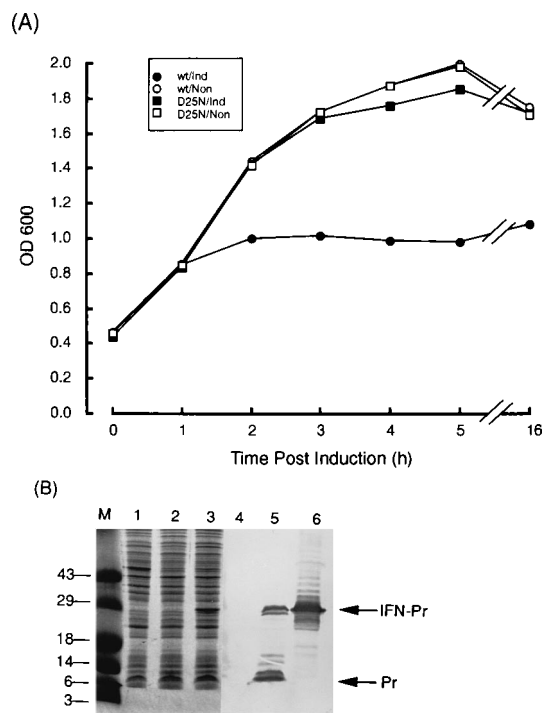 (A)
wt/Ind
wt/Non
D25N/Ind
D25N/Non
OD 600
2.0
1.8
1.6
1.4
1.2
1.0
0.8
0.6
0.4
0.2
0.0
0 1 2 3 4 5 16
Time Post Induction (h)
(B)
M 1 2 3 4 5 6
43
29
18
14
6
3
IFN-Pr
Pr